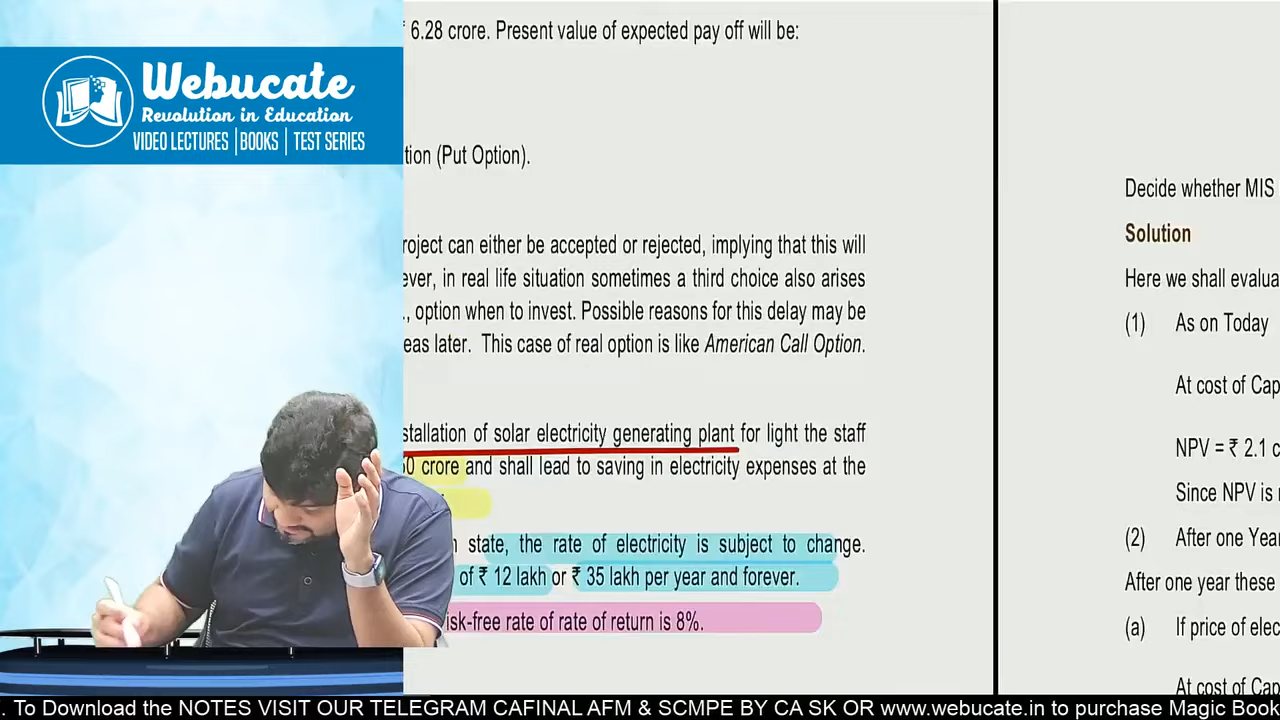 6.28 crore. Present value of expected pay off will be:
Webucate
Revolution in Education
VIDEO LECTURES | BOOKS | TEST SERIES
tion (Put Option).
roject can either be accepted or rejected, implying that this will
ever, in real life situation sometimes a third choice also arises
., option when to invest. Possible reasons for this delay may be
eas later. This case of real option is like American Call Option.
stallation of solar electricity generating plant for light the staff
0 crore and shall lead to saving in electricity expenses at the
state, the rate of electricity is subject to change.
of ₹ 12 lakh or ₹ 35 lakh per year and forever.
isk-free rate of rate of return is 8%.
Decide whether MIS
Solution
Here we shall evalua
(1) As on Today
At cost of Cap
NPV = ₹ 2.1 c
Since NPV is
(2) After one Yea
After one year these
(a) If price of elec
At cost of Cap
. To Download the NOTES VISIT OUR TELEGRAM CAFINAL AFM & SCMPE BY CA SK OR www.webucate.in to purchase Magic Book